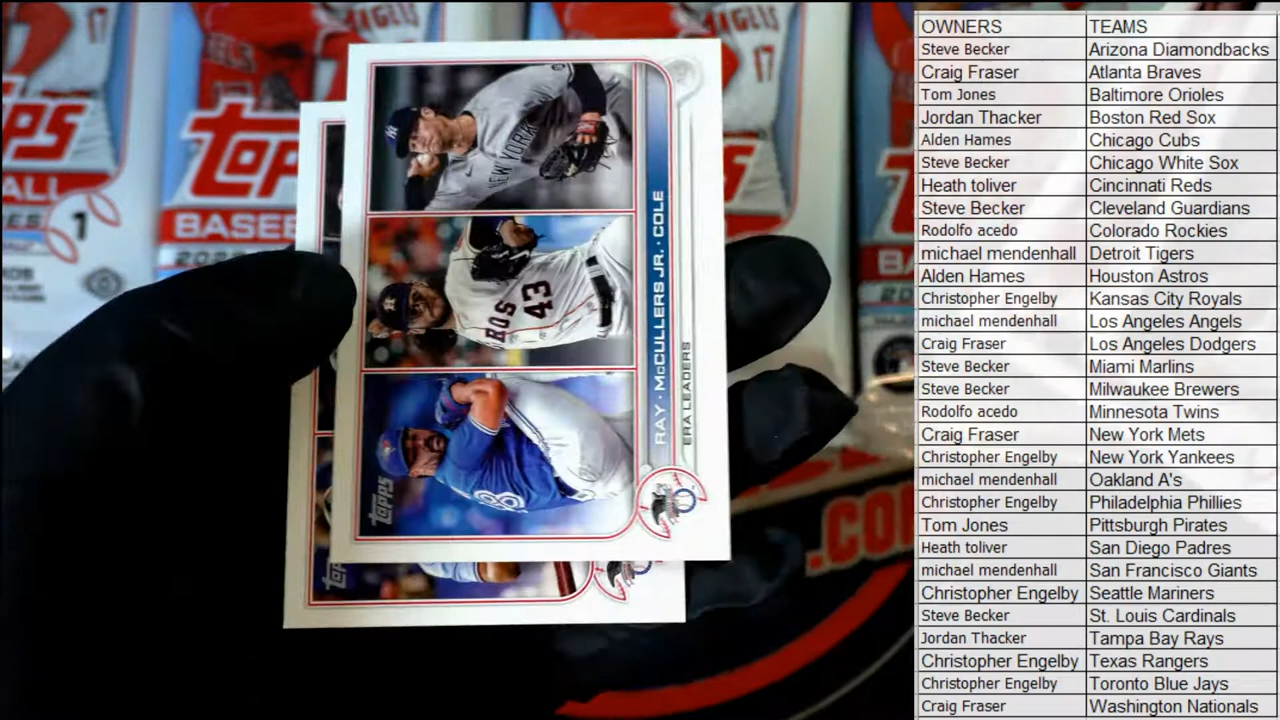 17
ANGELS
17
TOPPS
BASEB
1
NEW YORK
43
RAY · McCULLERS JR. · COLE
ERA LEADERS
TOPPS
.CO
OWNERS TEAMS
Steve Becker Arizona Diamondbacks
Craig Fraser Atlanta Braves
Tom Jones Baltimore Orioles
Jordan Thacker Boston Red Sox
Alden Hames Chicago Cubs
Steve Becker Chicago White Sox
Heath toliver Cincinnati Reds
Steve Becker Cleveland Guardians
Rodolfo acedo Colorado Rockies
michael mendenhall Detroit Tigers
Alden Hames Houston Astros
Christopher Engelby Kansas City Royals
michael mendenhall Los Angeles Angels
Craig Fraser Los Angeles Dodgers
Steve Becker Miami Marlins
Steve Becker Milwaukee Brewers
Rodolfo acedo Minnesota Twins
Craig Fraser New York Mets
Christopher Engelby New York Yankees
michael mendenhall Oakland A's
Christopher Engelby Philadelphia Phillies
Tom Jones Pittsburgh Pirates
Heath toliver San Diego Padres
michael mendenhall San Francisco Giants
Christopher Engelby Seattle Mariners
Steve Becker St. Louis Cardinals
Jordan Thacker Tampa Bay Rays
Christopher Engelby Texas Rangers
Christopher Engelby Toronto Blue Jays
Craig Fraser Washington Nationals